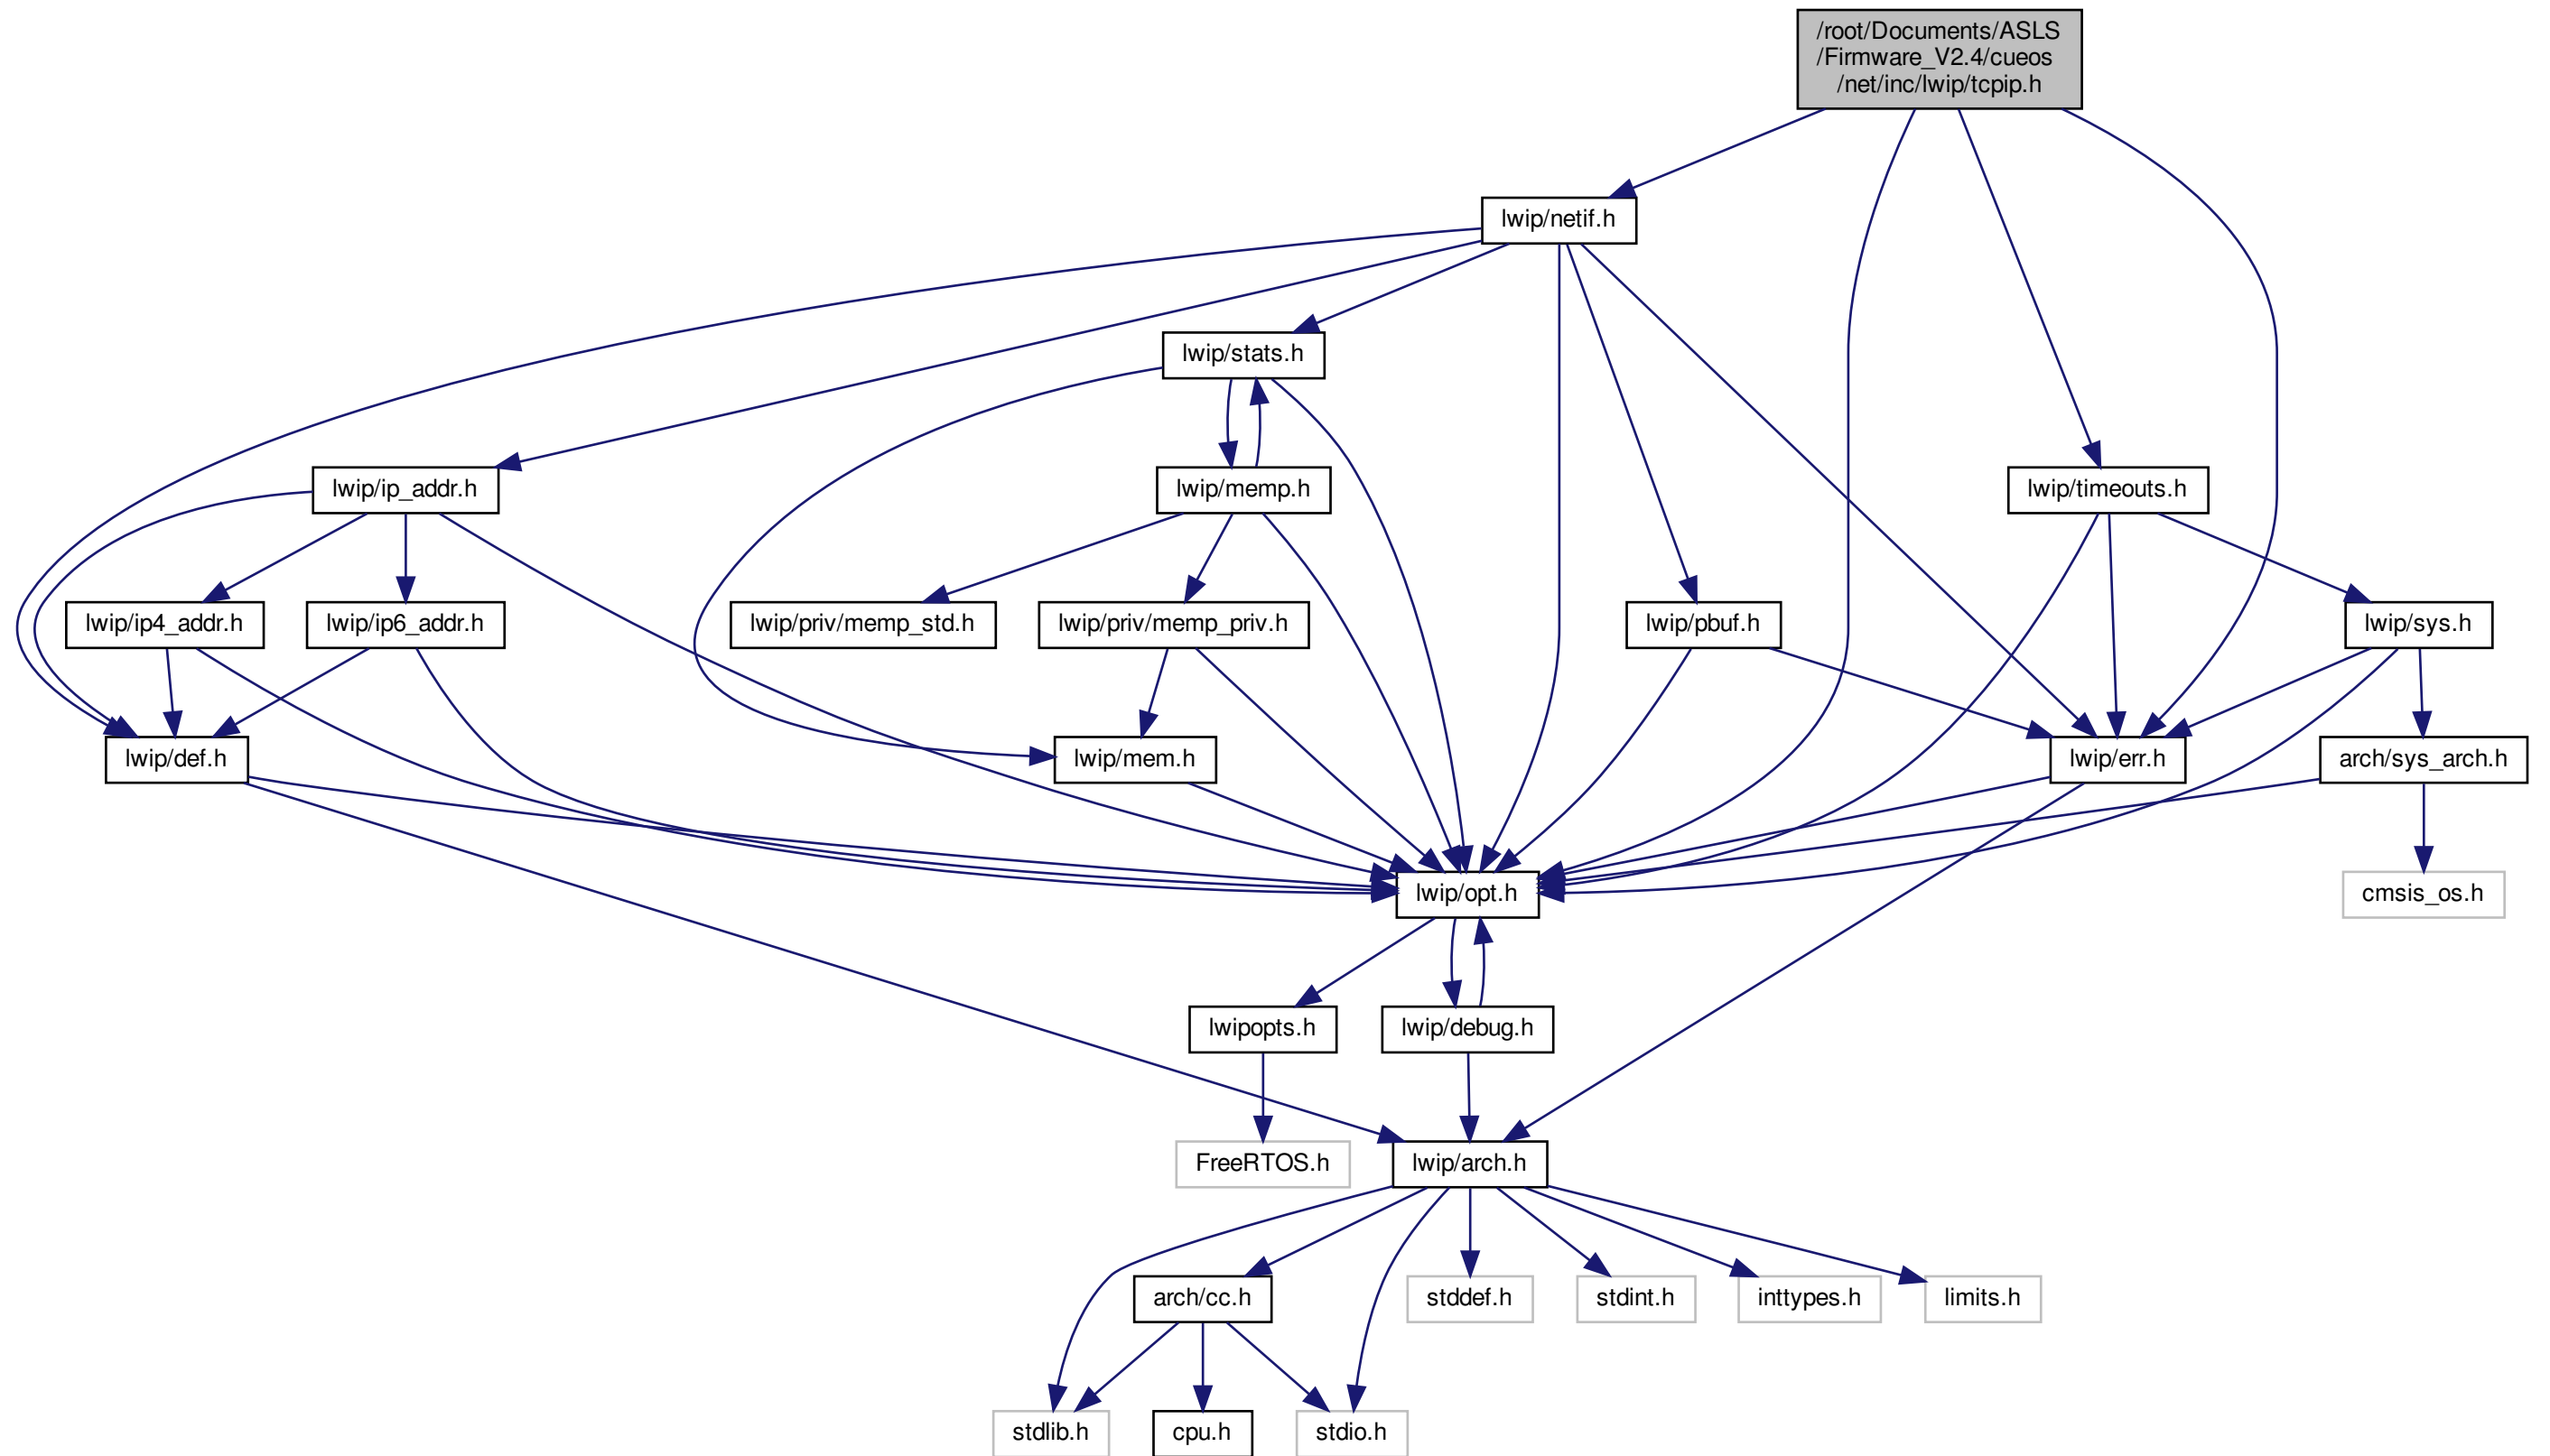 /root/Documents/ASLS
/Firmware_V2.4/cueos
/net/inc/lwip/tcpip.h
lwip/netif.h
lwip/stats.h
lwip/ip_addr.h
lwip/memp.h
lwip/timeouts.h
lwip/ip4_addr.h
lwip/ip6_addr.h
lwip/priv/memp_std.h
lwip/priv/memp_priv.h
lwip/pbuf.h
lwip/sys.h
lwip/def.h
lwip/mem.h
lwip/err.h
arch/sys_arch.h
lwip/opt.h
cmsis_os.h
lwipopts.h
lwip/debug.h
FreeRTOS.h
lwip/arch.h
arch/cc.h
stddef.h
stdint.h
inttypes.h
limits.h
stdlib.h
cpu.h
stdio.h